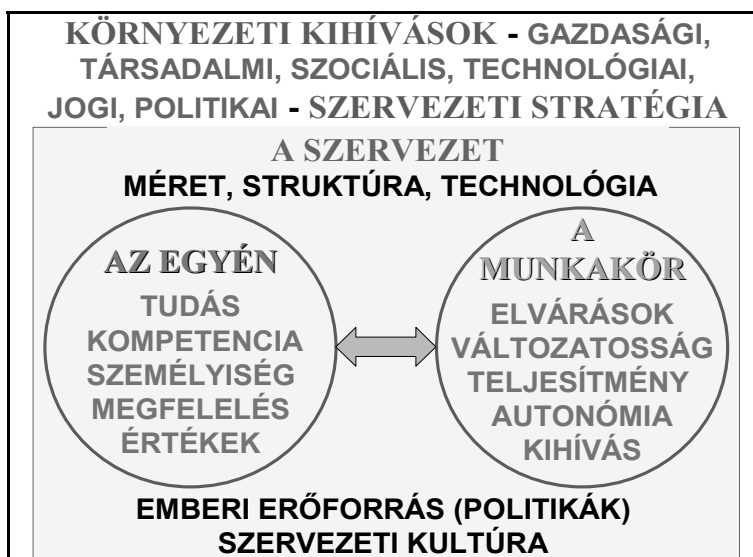 KÖRNYEZETI KIHÍVÁSOK - GAZDASÁGI,
TÁRSADALMI, SZOCIÁLIS, TECHNOLÓGIAI,
JOGI, POLITIKAI - SZERVEZETI STRATÉGIA
A SZERVEZET
MÉRET, STRUKTÚRA, TECHNOLÓGIA
AZ EGYÉN
TUDÁS
KOMPETENCIA
SZEMÉLYISÉG
MEGFELELÉS
ÉRTÉKEK
A
MUNKAKÖR
ELVÁRÁSOK
VÁLTOZATOSSÁG
TELJESÍTMÉNY
AUTONÓMIA
KIHÍVÁS
EMBERI ERŐFORRÁS (POLITIKÁK)
SZERVEZETI KULTÚRA